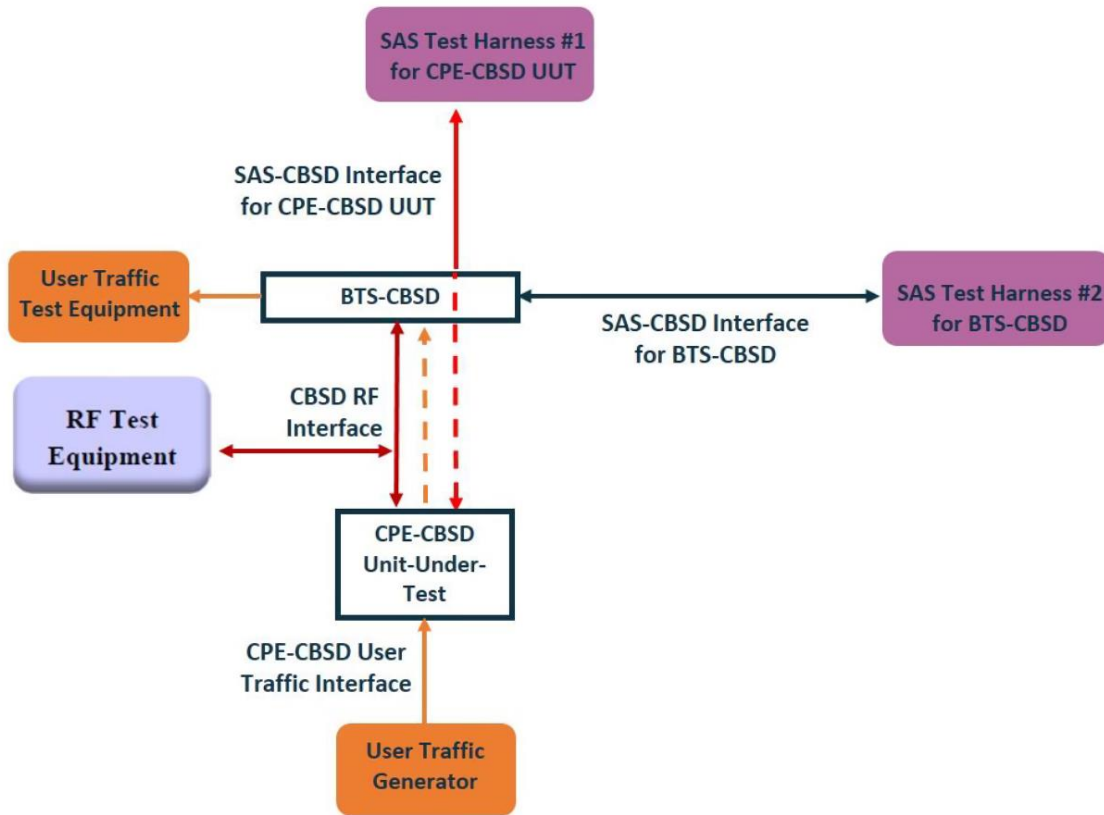 SAS Test Harness #1
for CPE-CBSD UUT
SAS-CBSD Interface
for CPE-CBSD UUT
User Traffic
Test Equipment
BTS-CBSD
SAS Test Harness #2
for BTS-CBSD
SAS-CBSD Interface
for BTS-CBSD
RF Test
Equipment
CBSD RF
Interface
CPE-CBSD
Unit-Under-
Test
CPE-CBSD User
Traffic Interface
User Traffic
Generator